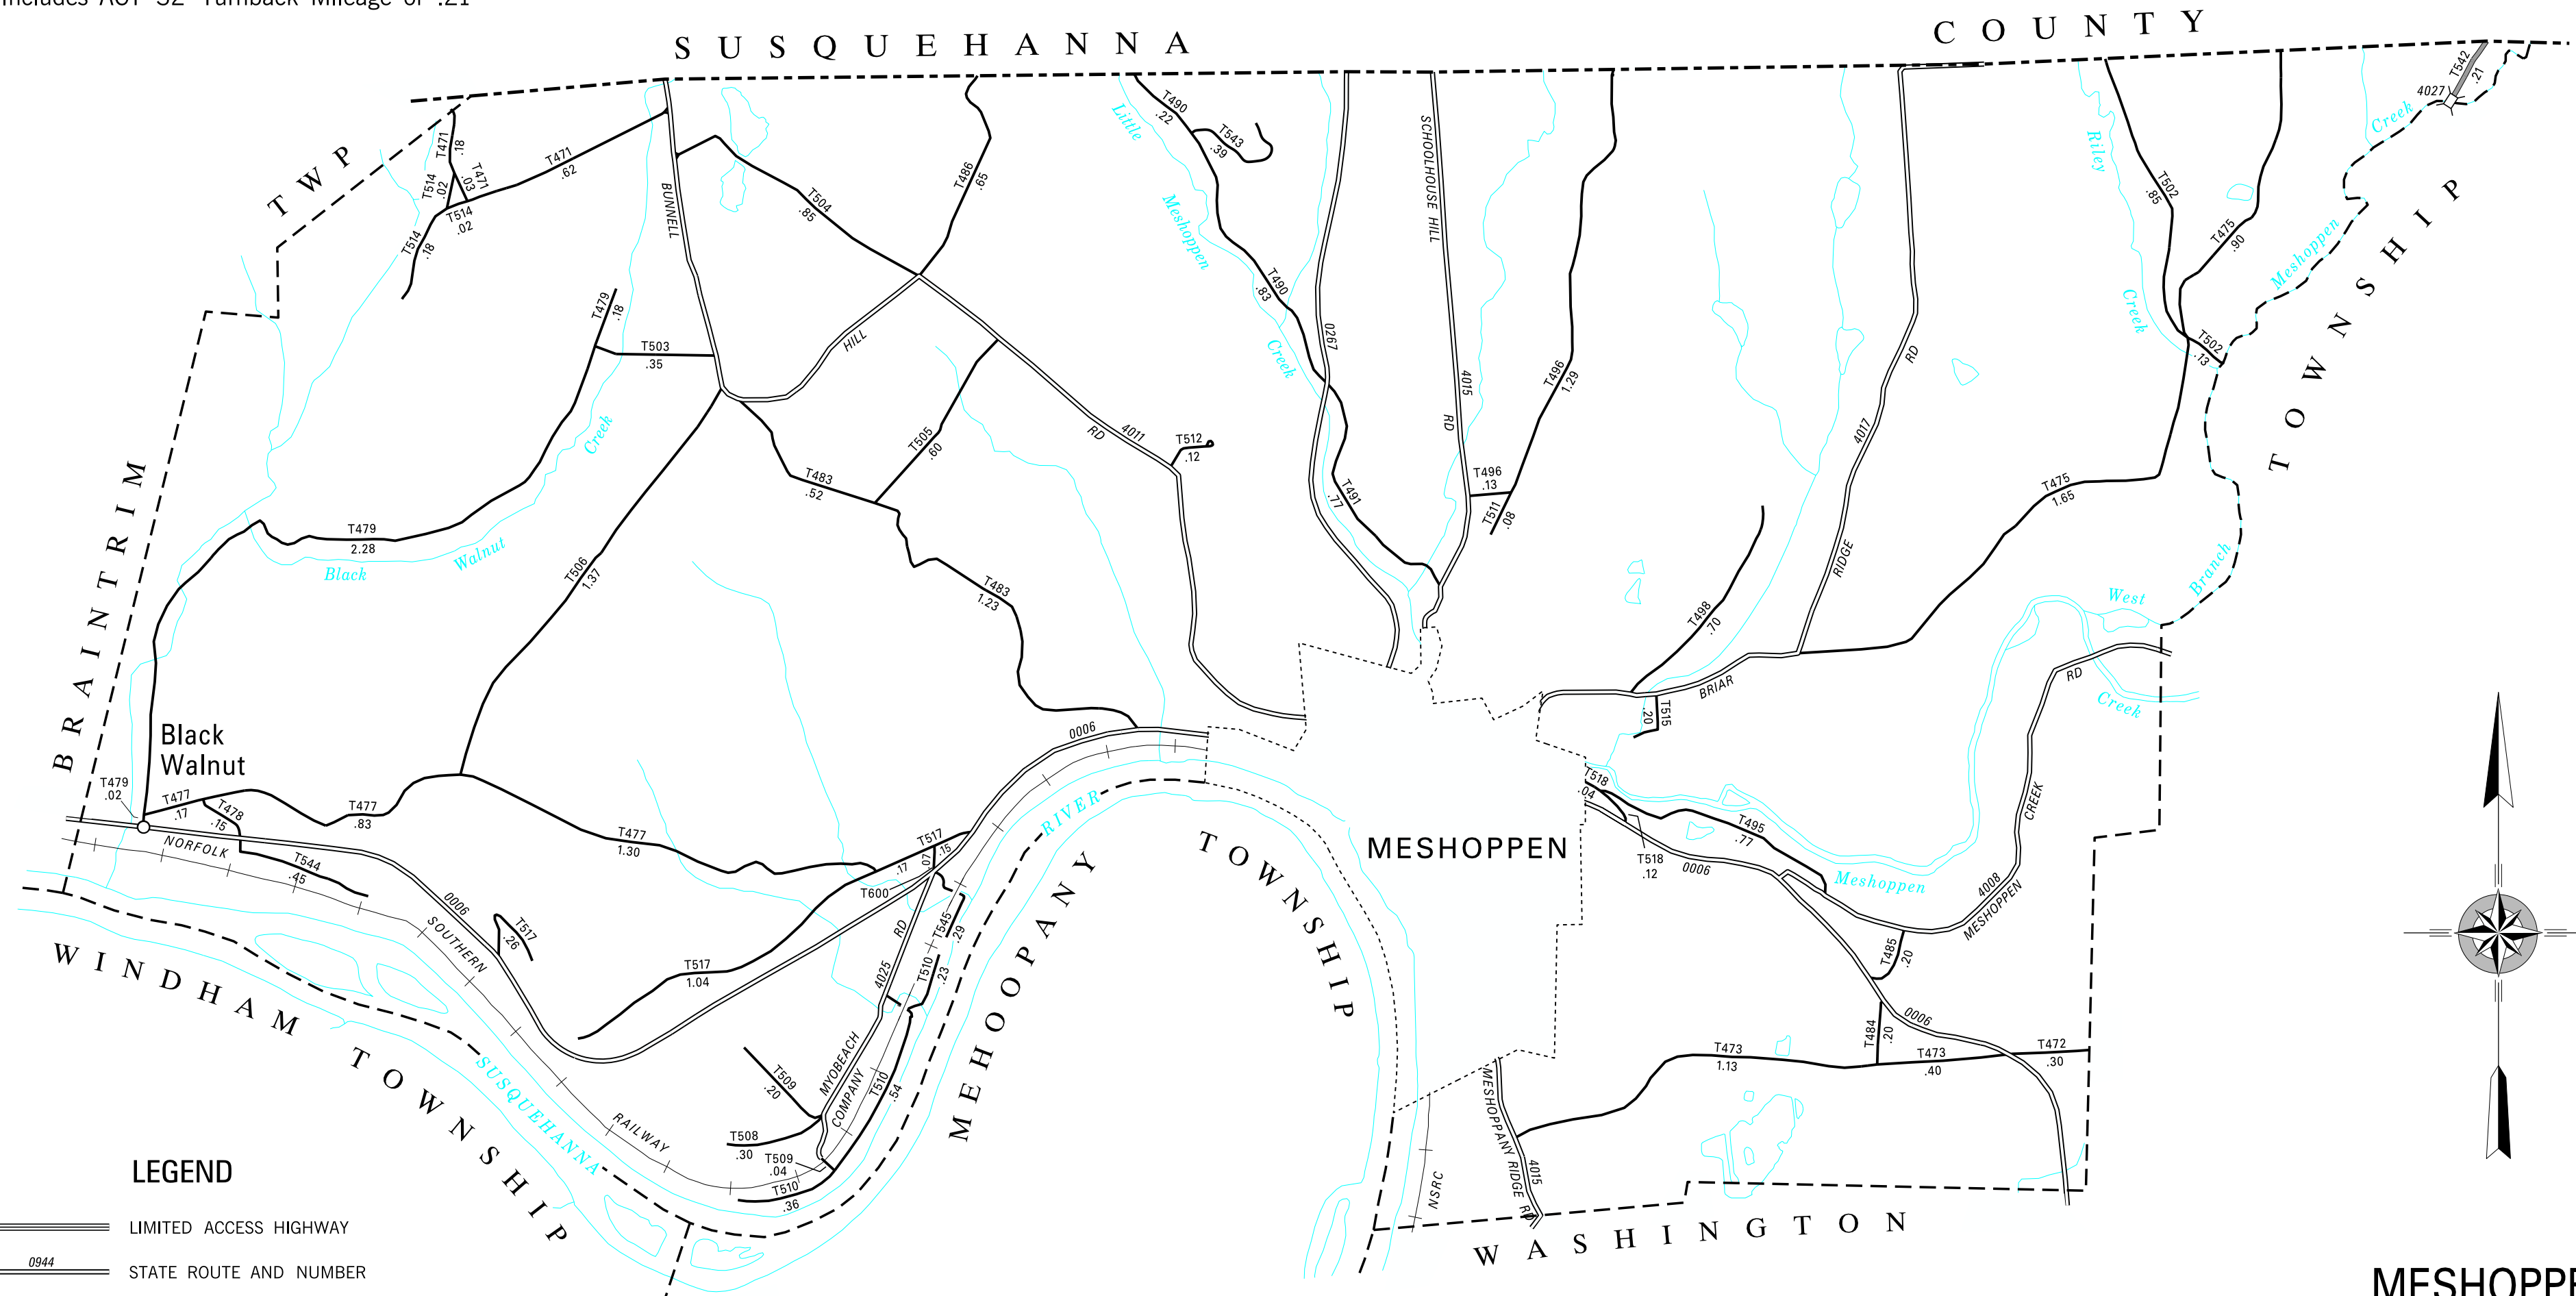 Includes ACT 32 Turnback Mileage of .21
SUSQUEHANNA COUNTY
TWP
T471
.18
T471
.03
T514
.02
T514
.02
T514
.18
T471
.62
BUNNELL
T504
.85
T486
.65
HILL
T479
.18
T503
.35
T490
.22
T543
.39
Little
Meshoppen
Creek
T490
.83
0267
SCHOOLHOUSE HILL
4015
RD
T496
1.29
T496
.13
T511
.08
T491
.77
4017
RD
RIDGE
Riley
Creek
T502
.85
T475
.90
T502
.13
T542
.21
4027
Creek
Meshoppen
TOWNSHIP
Branch
West
Creek
T475
1.65
T505
.60
RD
4011
T512
.12
T483
.52
T483
1.23
BRAINTRIM
T479
2.28
Black
Walnut
Creek
T506
1.37
T498
.70
BRIAR
T515
.20
RD
CREEK
4008
MESHOPPEN
Black
Walnut
T479
.02
T477
.17
T478
.15
T477
.83
T477
1.30
T517
.15
.07
.17
T600
0006
NORFOLK
T544
.45
0006
SOUTHERN
T517
.26
T517
1.04
RD
4025
T545
.29
T510
.23
MYOBEACH
COMPANY
T510
.54
T509
.20
T508
.30
T509
.04
T510
.36
RAILWAY
SUSQUEHANNA
RIVER
MEHOOPANY
TOWNSHIP
WINDHAM TOWNSHIP
MESHOPPEN
T518
.04
T518
.12
T495
.77
0006
Meshoppen
T485
.20
T484
.20
0006
T473
1.13
T473
.40
T472
.30
MESHOPPANY RIDGE RD
4015
NSRC
WASHINGTON
LEGEND
LIMITED ACCESS HIGHWAY
0944
STATE ROUTE AND NUMBER
MESHOPPE